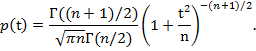 p(t) = Γ((n + 1)/2) / √πn Γ(n/2) (1 + t²/n)^−(n+1)/2.